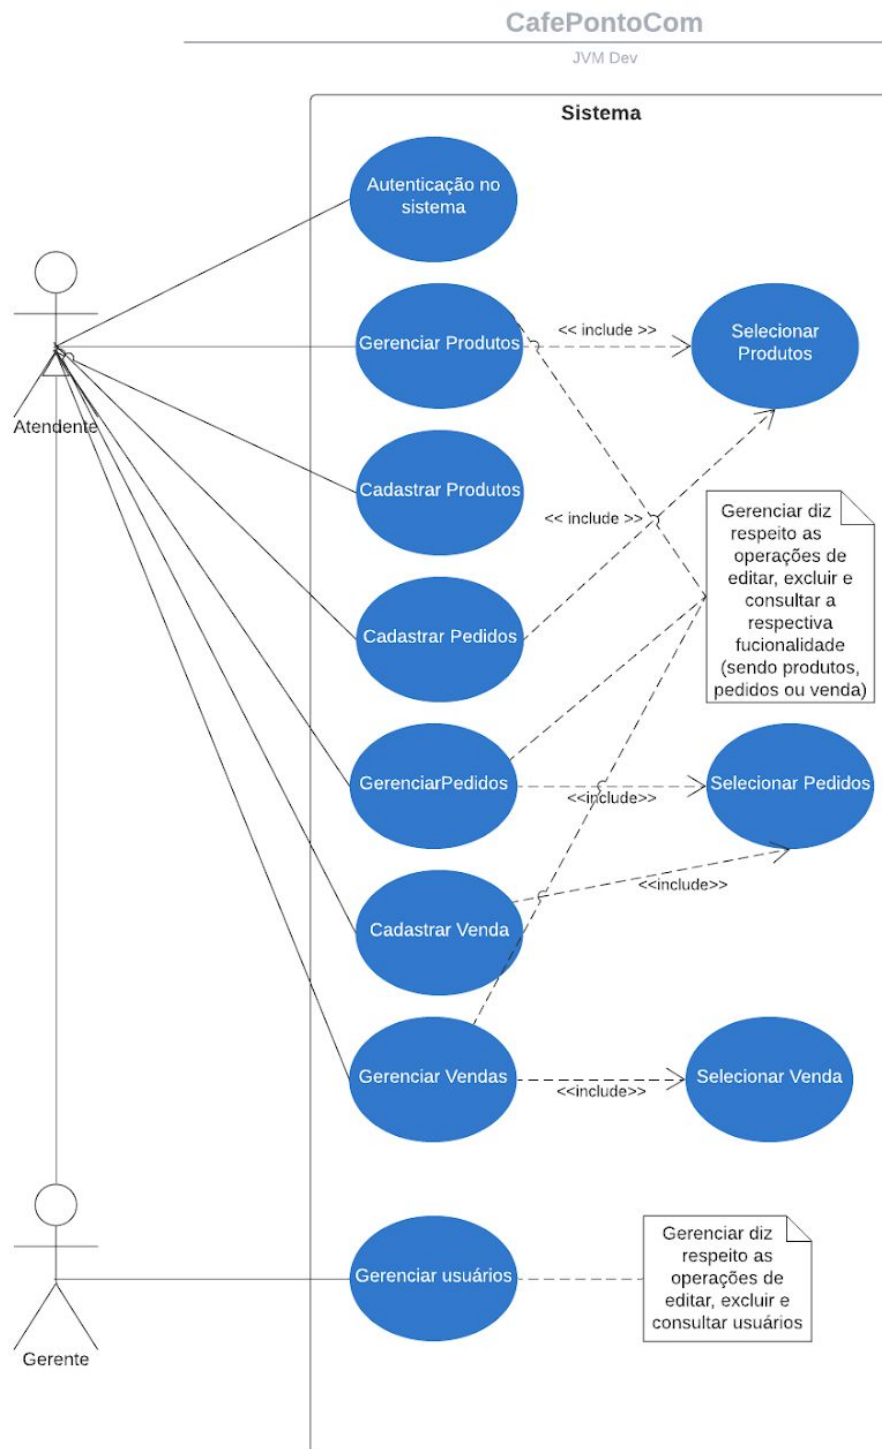 CafePontoCom
JVM Dev
Sistema
Autenticação no
sistema
Gerenciar Produtos
<< include >>
Selecionar
Produtos
Atendente
Cadastrar Produtos
<< include >>
Gerenciar diz
respeito as
operações de
editar, excluir e
consultar a
respectiva
fucionalidade
(sendo produtos,
pedidos ou venda)
Cadastrar Pedidos
GerenciarPedidos
<<include>>
Selecionar Pedidos
<<include>>
Cadastrar Venda
Gerenciar Vendas
<<include>>
Selecionar Venda
Gerenciar usuários
Gerenciar diz
respeito as
operações de
editar, excluir e
consultar usuários
Gerente